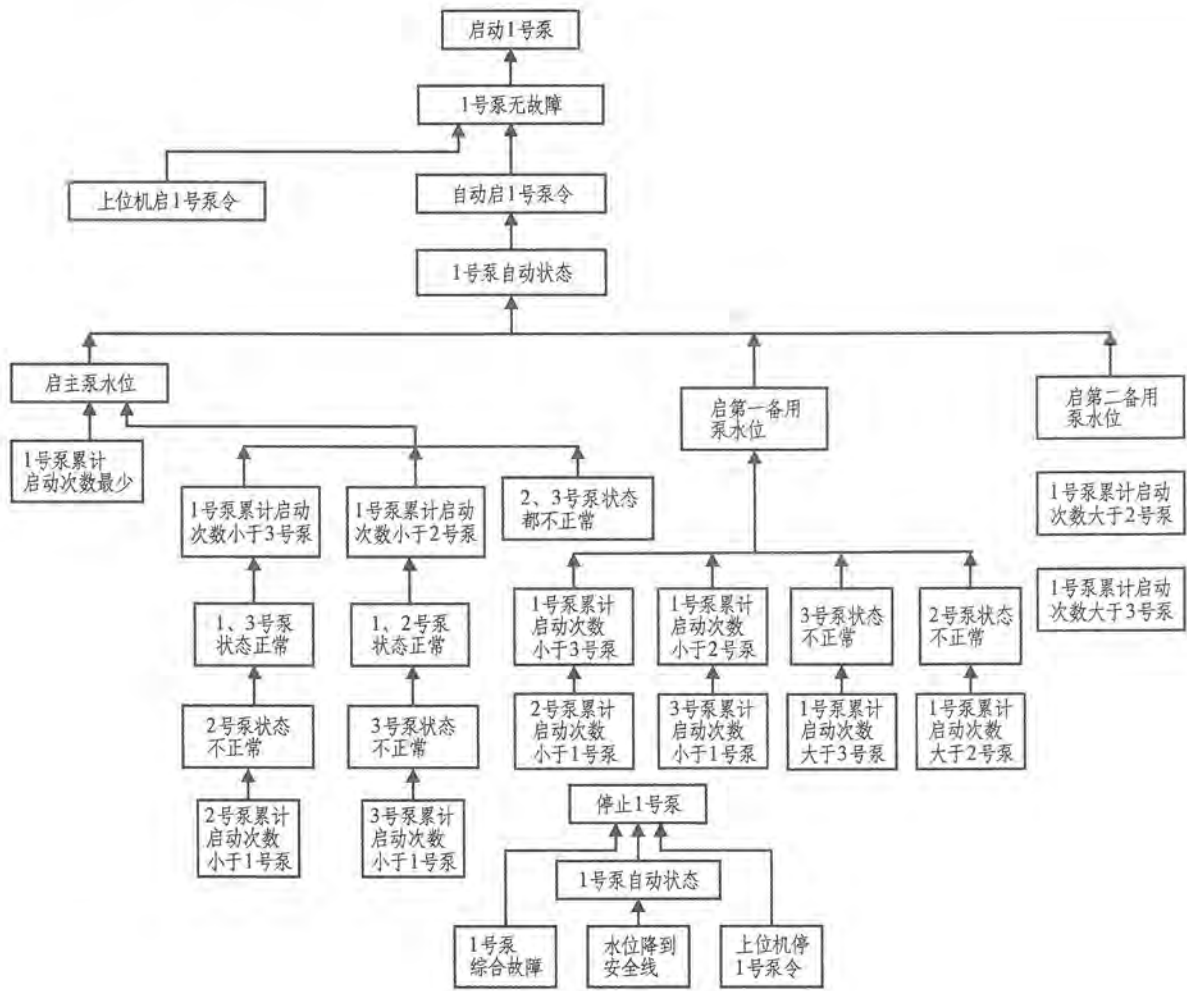 启动1号泵
1号泵无故障
上位机启1号泵令
自动启1号泵令
1号泵自动状态
启主泵水位
启第一备用
泵水位
启第二备用
泵水位
1号泵累计
启动次数最少
1号泵累计启动
次数小于3号泵
1号泵累计启动
次数小于2号泵
2、3号泵状态
都不正常
1号泵累计启动
次数大于2号泵
1、3号泵
状态正常
1、2号泵
状态正常
1号泵累计
启动次数
小于3号泵
1号泵累计
启动次数
小于2号泵
3号泵状态
不正常
2号泵状态
不正常
1号泵累计启动
次数大于3号泵
2号泵状态
不正常
3号泵状态
不正常
2号泵累计
启动次数
小于1号泵
3号泵累计
启动次数
小于1号泵
1号泵累计
启动次数
大于3号泵
1号泵累计
启动次数
大于2号泵
2号泵累计
启动次数
小于1号泵
3号泵累计
启动次数
小于1号泵
停止1号泵
1号泵自动状态
1号泵
综合故障
水位降到
安全线
上位机停
1号泵令